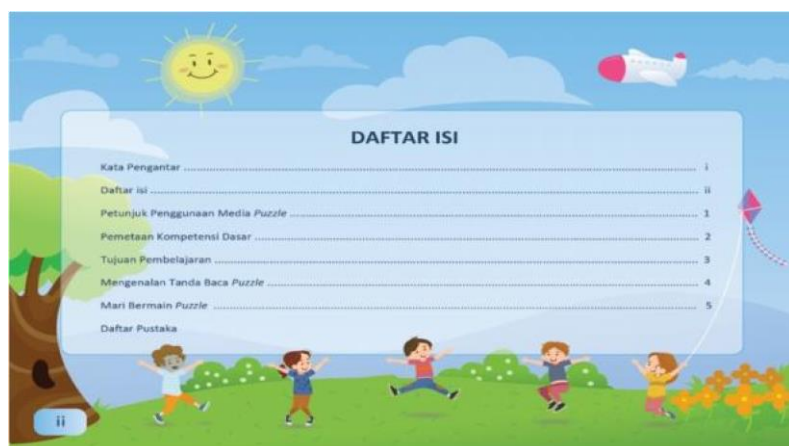 DAFTAR ISI
Kata Pengantar ........................................ i
Daftar isi ........................................ ii
Petunjuk Penggunaan Media Puzzle ........................................ 1
Pemetaan Kompetensi Dasar ........................................ 2
Tujuan Pembelajaran ........................................ 3
Mengenalan Tanda Baca Puzzle ........................................ 4
Mari Bermain Puzzle ........................................ 5
Daftar Pustaka
ii